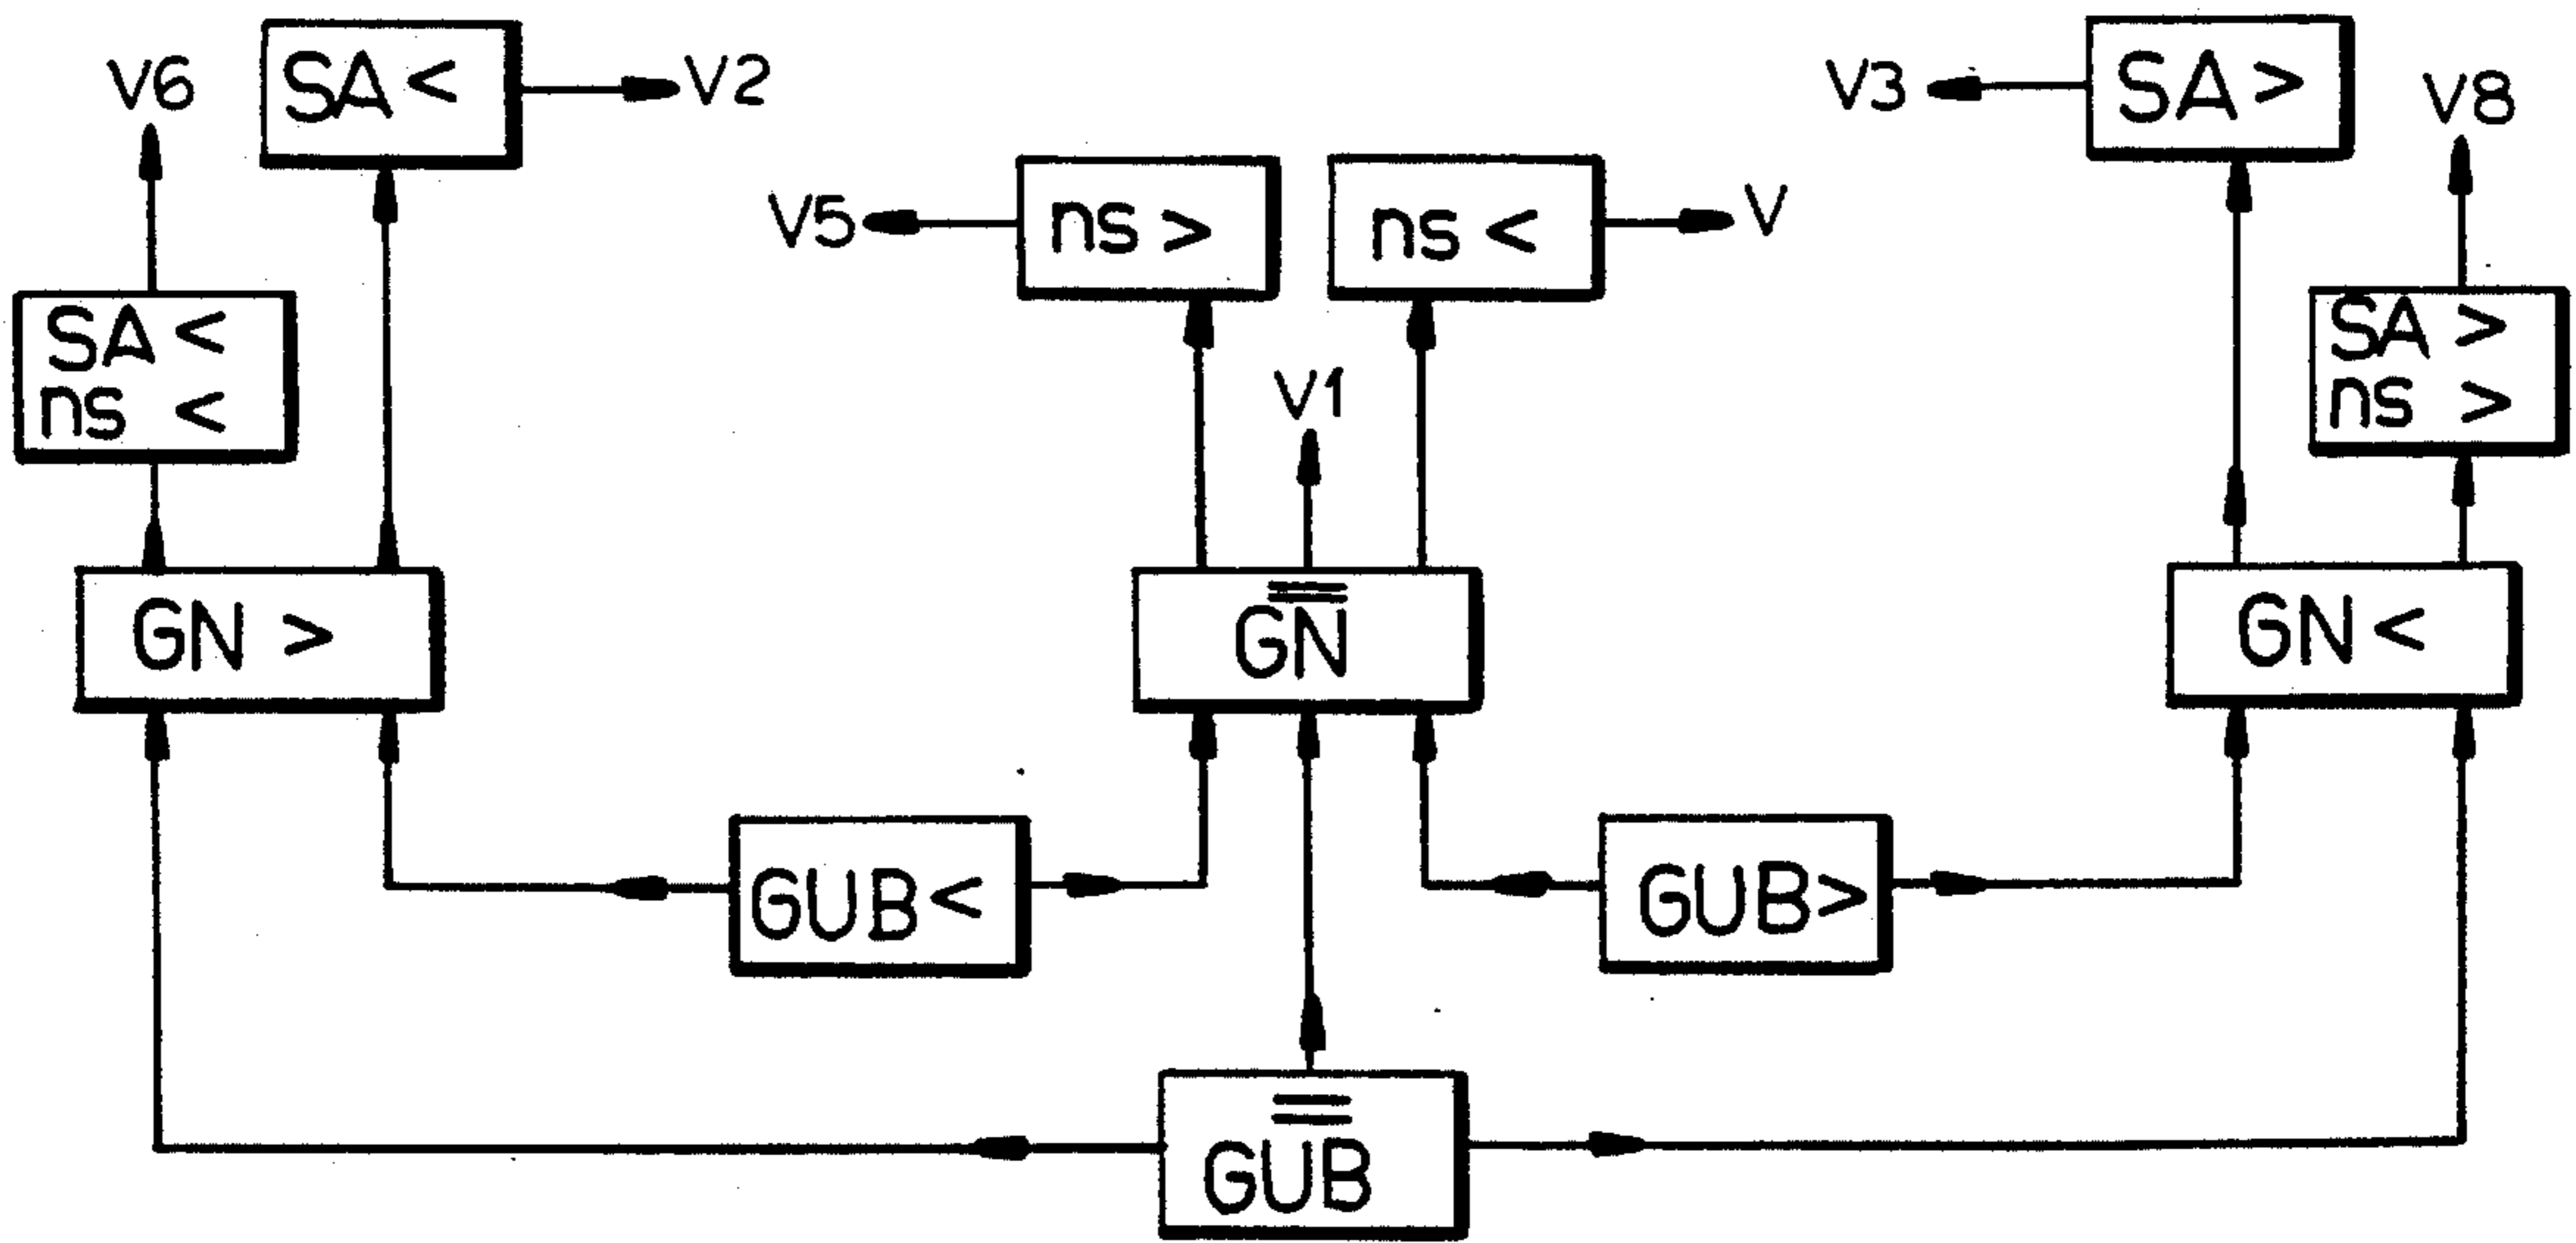 V6
SA <
V2
V3
SA >
V8
V5
ns >
ns <
V
SA <
ns <
V1
SA >
ns >
GN >
GN
GN <
GUB <
GUB >
GUB